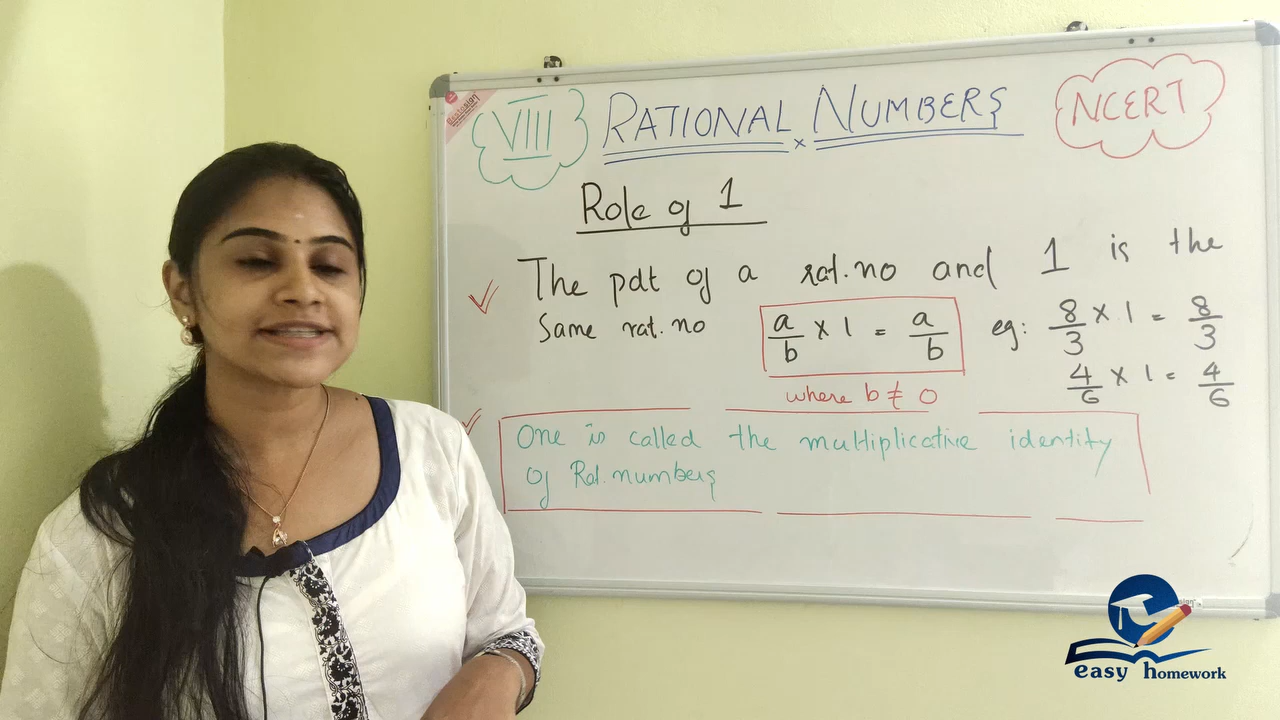 VIII RATIONAL NUMBERS NCERT
Role of 1
The pdt of a rat.no and 1 is the
Same rat.no a/b × 1 = a/b eg: 8/3 × 1 = 8/3
4/6 × 1 = 4/6
where b ≠ 0
One is called the multiplicative identity
of Rat. numbers
easy homework